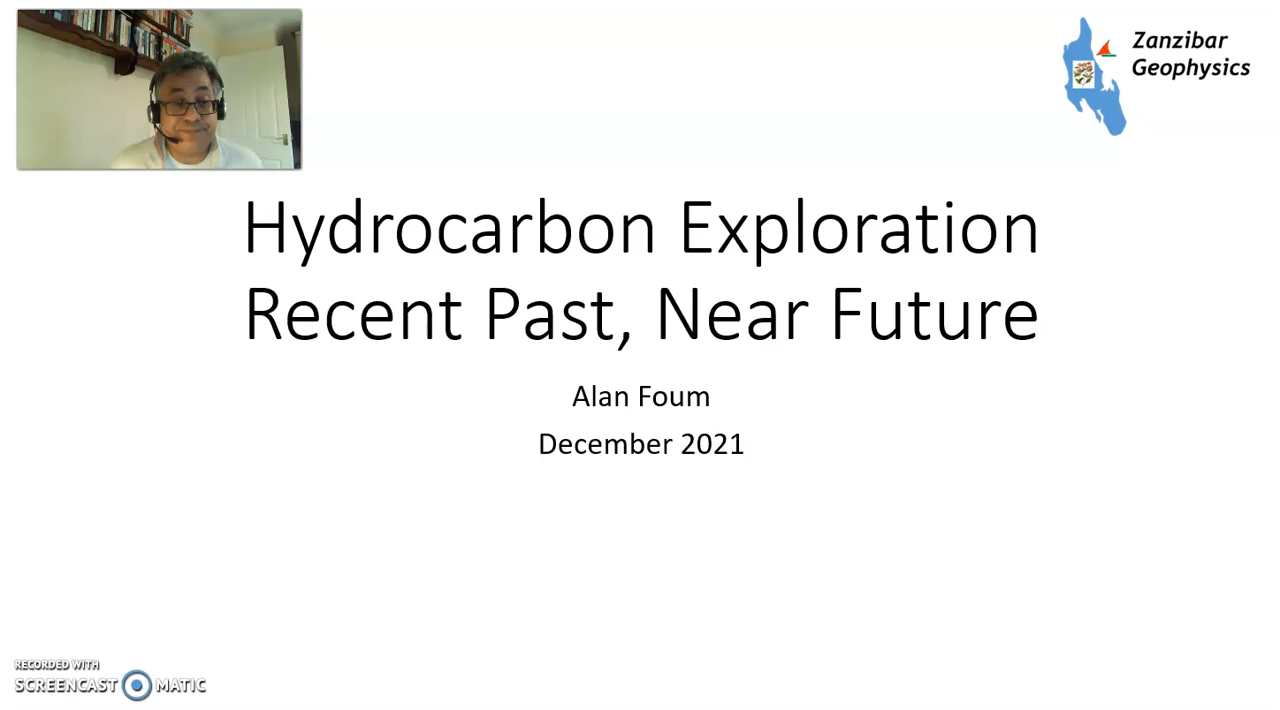 Zanzibar
Geophysics
Hydrocarbon Exploration
Recent Past, Near Future
Alan Foum
December 2021
RECORDED WITH
SCREENCAST MATIC